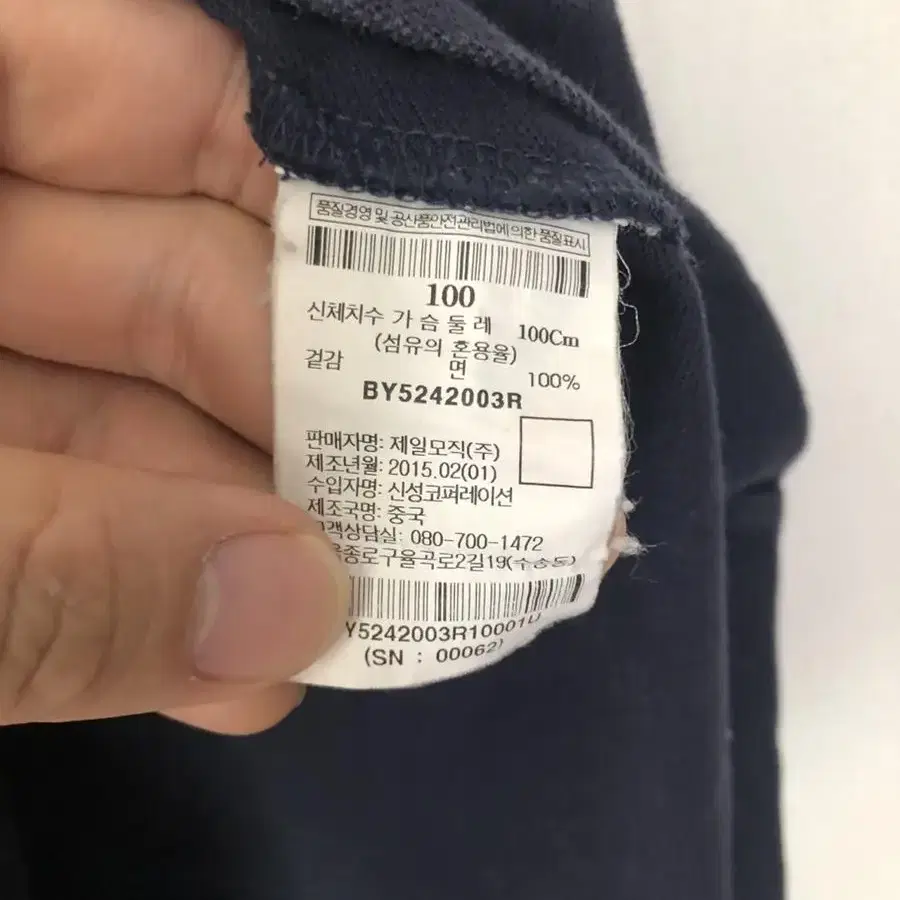 품질경영 및 공산품안전관리법에 의한 품질표시
100
신체치수 가슴둘레 100Cm
(섬유의 혼용율)
겉감 면 100%
BY5242003R
판매자명: 제일모직(주)
제조년월: 2015.02(01)
수입자명: 신성코퍼레이션
제조국명: 중국
객상담실: 080-700-1472
종로구율곡로2길19(수송동)
Y5242003R10001U
(SN : 00062)